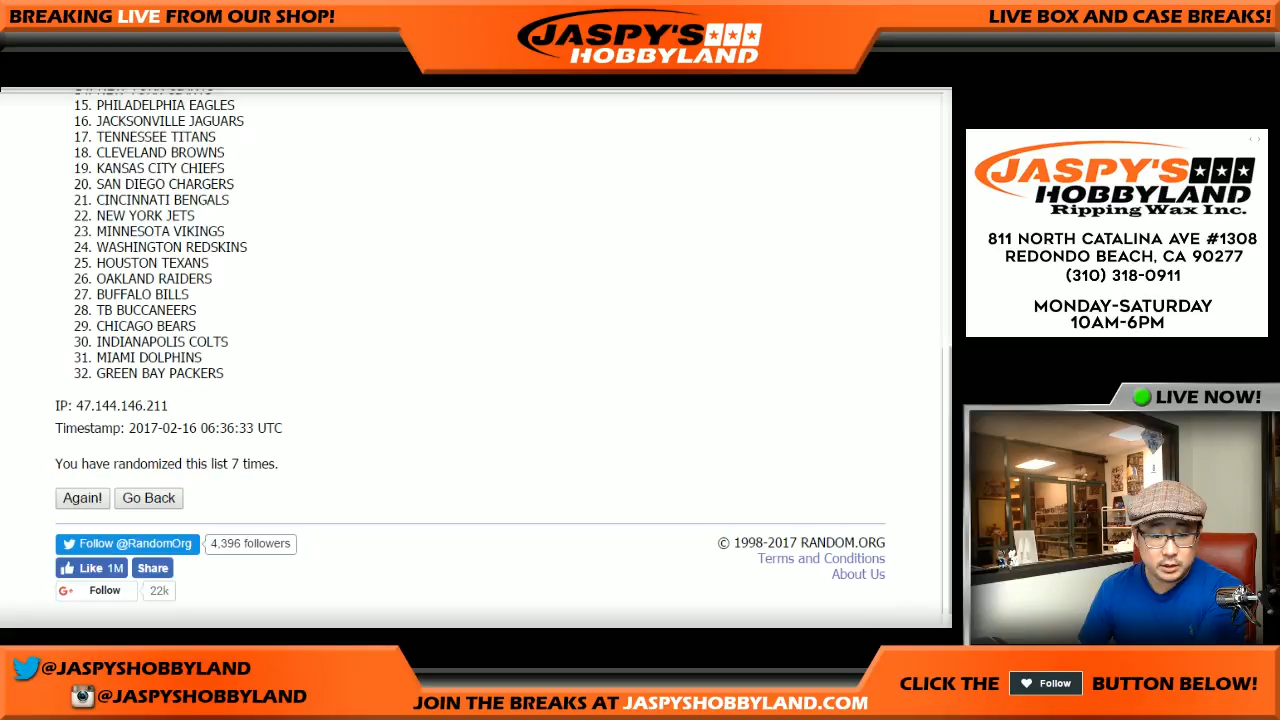 BREAKING LIVE FROM OUR SHOP!
JASPY'S
HOBBYLAND
LIVE BOX AND CASE BREAKS!
15. PHILADELPHIA EAGLES
16. JACKSONVILLE JAGUARS
17. TENNESSEE TITANS
18. CLEVELAND BROWNS
19. KANSAS CITY CHIEFS
20. SAN DIEGO CHARGERS
21. CINCINNATI BENGALS
22. NEW YORK JETS
23. MINNESOTA VIKINGS
24. WASHINGTON REDSKINS
25. HOUSTON TEXANS
26. OAKLAND RAIDERS
27. BUFFALO BILLS
28. TB BUCCANEERS
29. CHICAGO BEARS
30. INDIANAPOLIS COLTS
31. MIAMI DOLPHINS
32. GREEN BAY PACKERS
IP: 47.144.146.211
Timestamp: 2017-02-16 06:36:33 UTC
You have randomized this list 7 times.
Again! Go Back
Follow @RandomOrg 4,396 followers
Like 1M Share
G+ Follow 22k
© 1998-2017 RANDOM.ORG
Terms and Conditions
About Us
JASPY'S
HOBBYLAND
Ripping Wax Inc.
811 NORTH CATALINA AVE #1308
REDONDO BEACH, CA 90277
(310) 318-0911
MONDAY-SATURDAY
10AM-6PM
LIVE NOW!
@JASPYSHOBBYLAND
@JASPYSHOBBYLAND
JOIN THE BREAKS AT JASPYSHOBBYLAND.COM
CLICK THE Follow BUTTON BELOW!